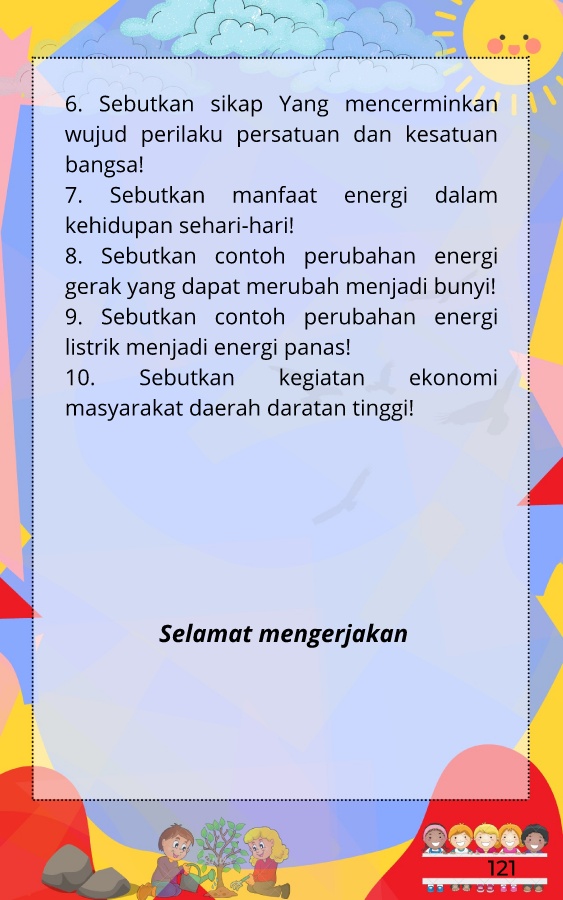 6. Sebutkan sikap Yang mencerminkan
wujud perilaku persatuan dan kesatuan
bangsa!
7. Sebutkan manfaat energi dalam
kehidupan sehari-hari!
8. Sebutkan contoh perubahan energi
gerak yang dapat merubah menjadi bunyi!
9. Sebutkan contoh perubahan energi
listrik menjadi energi panas!
10. Sebutkan kegiatan ekonomi
masyarakat daerah daratan tinggi!
Selamat mengerjakan
121